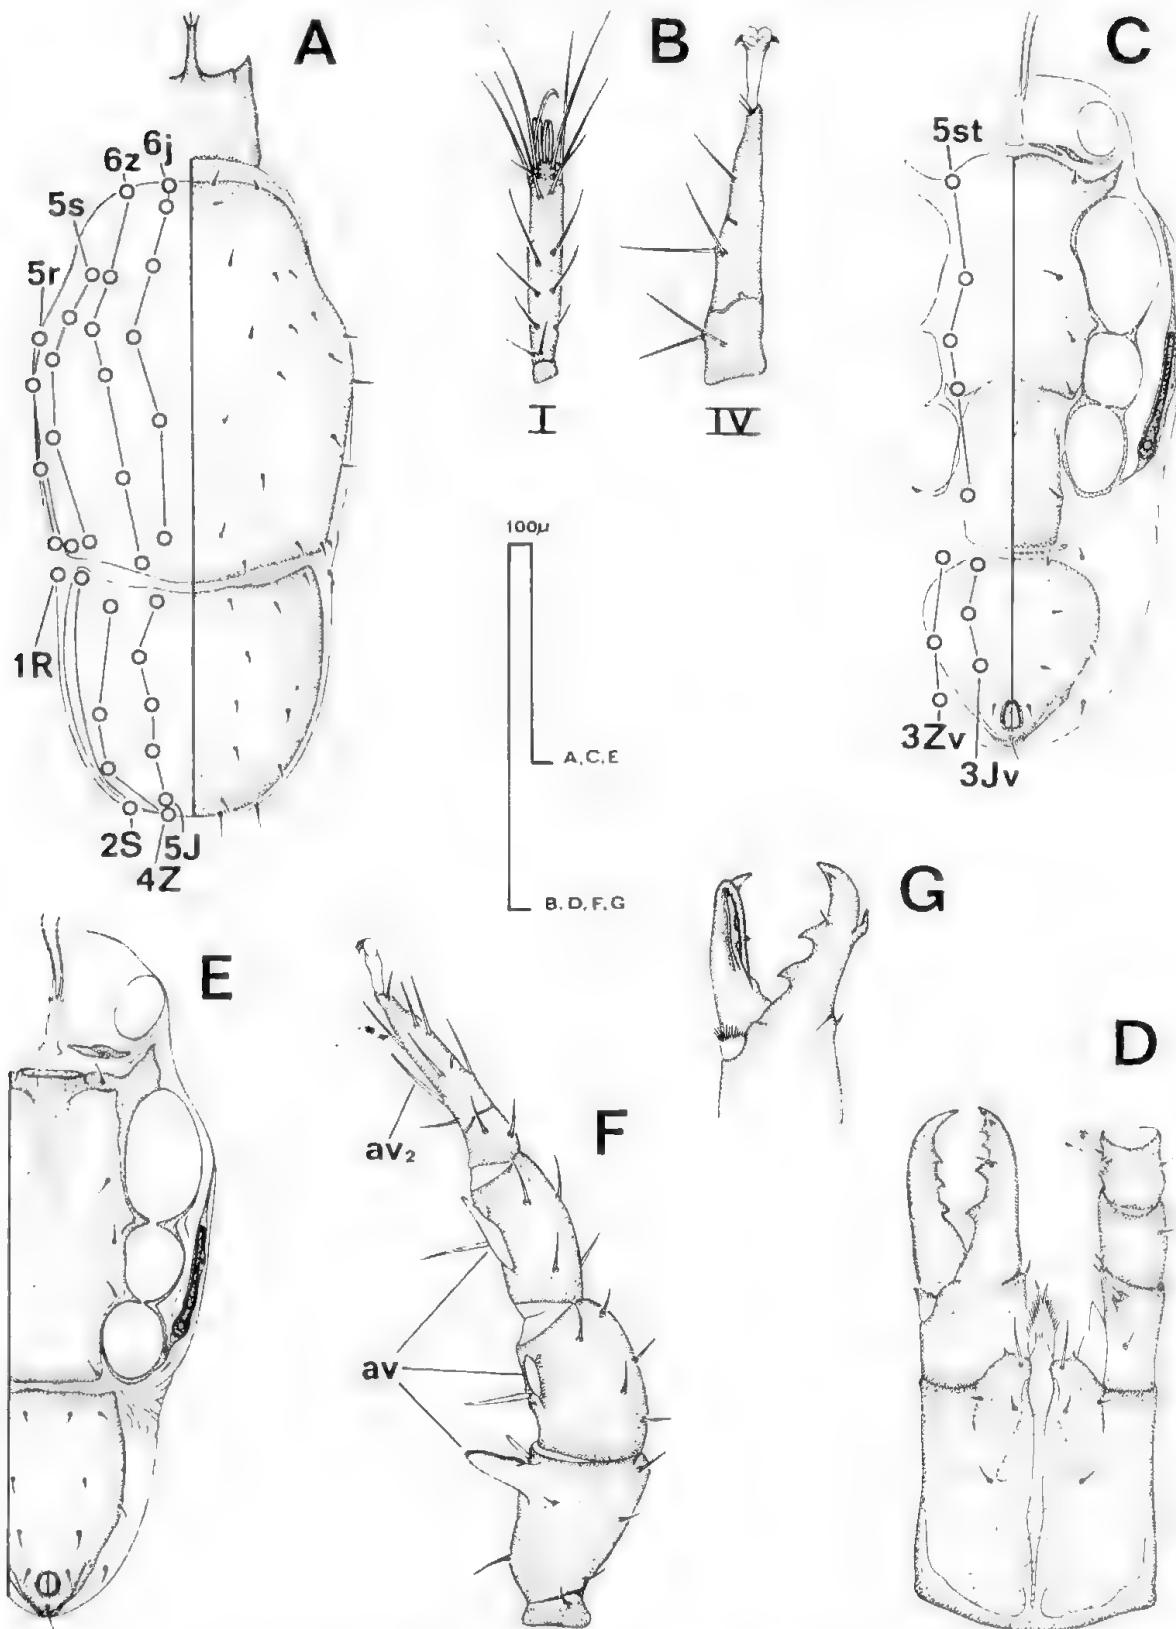 A
B
C
6z 6j
5s
5r
5st
I
IV
1R
100µ
A, C, E
B, D, F, G
2S 5J
4Z
3Zv
3Jv
E
G
D
F
av₂
av